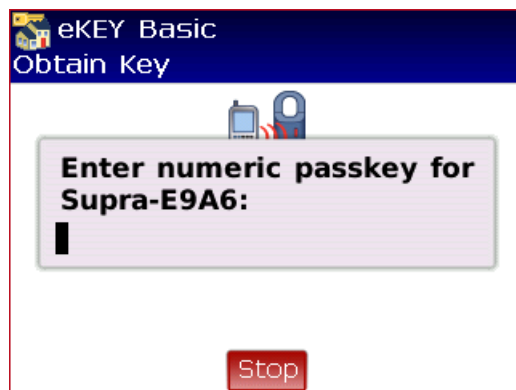 eKEY Basic
Obtain Key
Enter numeric passkey for
Supra-E9A6:
Stop